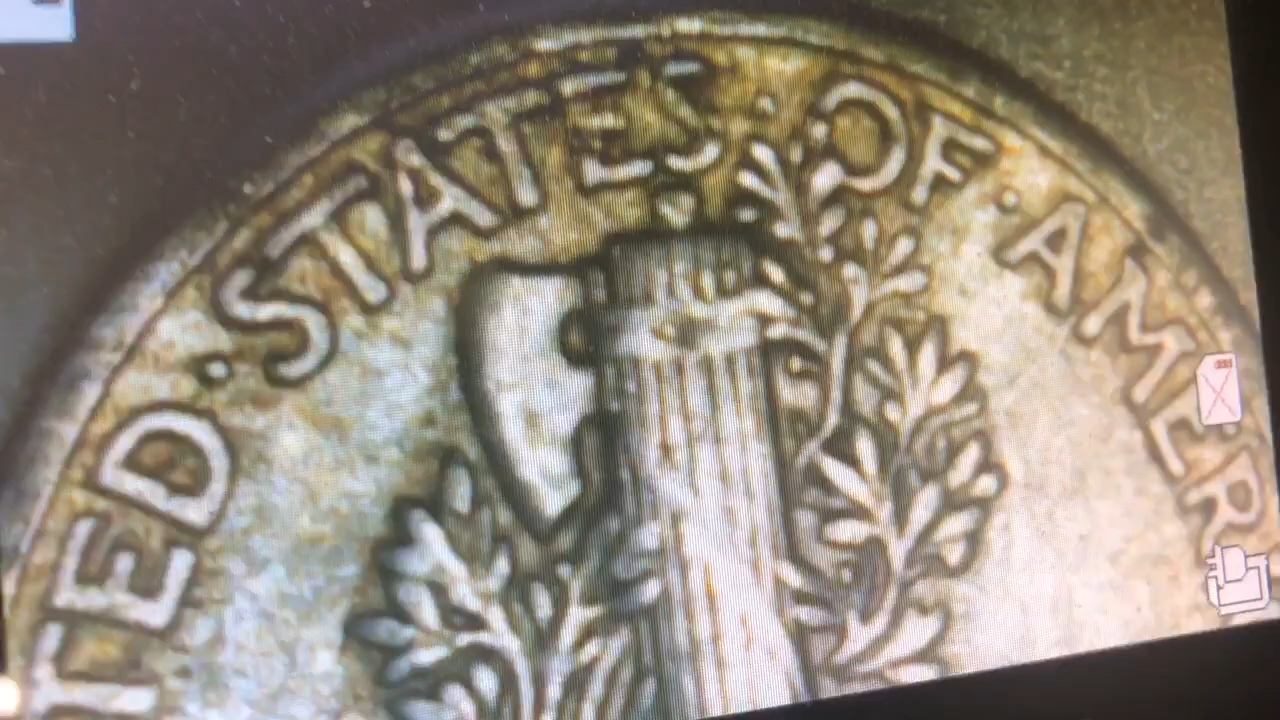 TED · STATES · OF · AMER